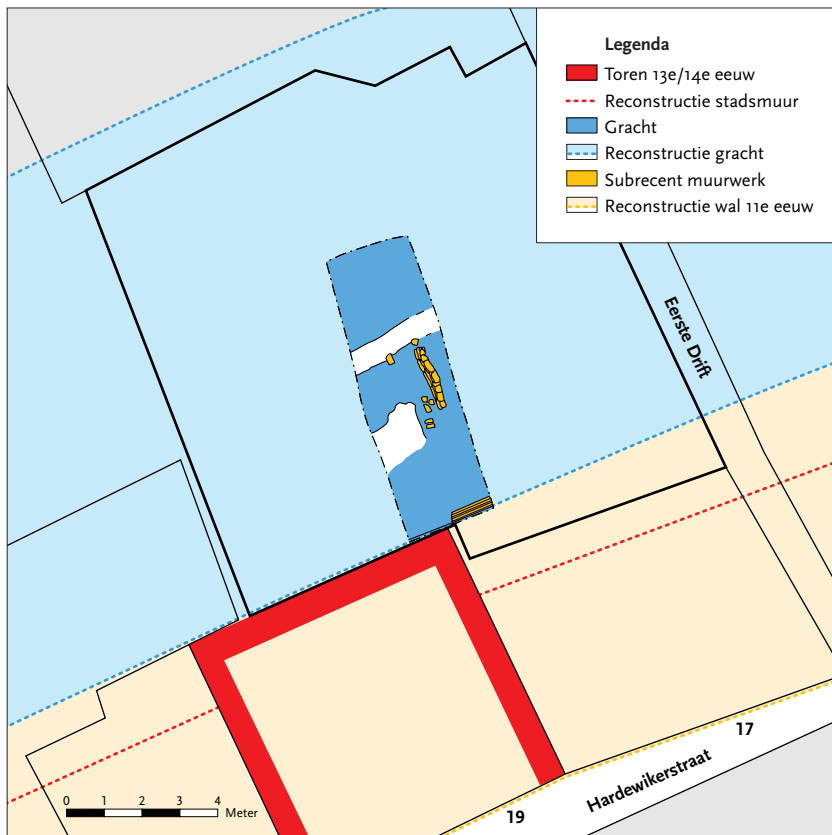 Legenda
Toren 13e/14e eeuw
Reconstructie stadsmuur
Gracht
Reconstructie gracht
Subrecent muurwerk
Reconstructie wal 11e eeuw
Eerste Drift
17
Hardewikerstraat
19
0 1 2 3 4
Meter